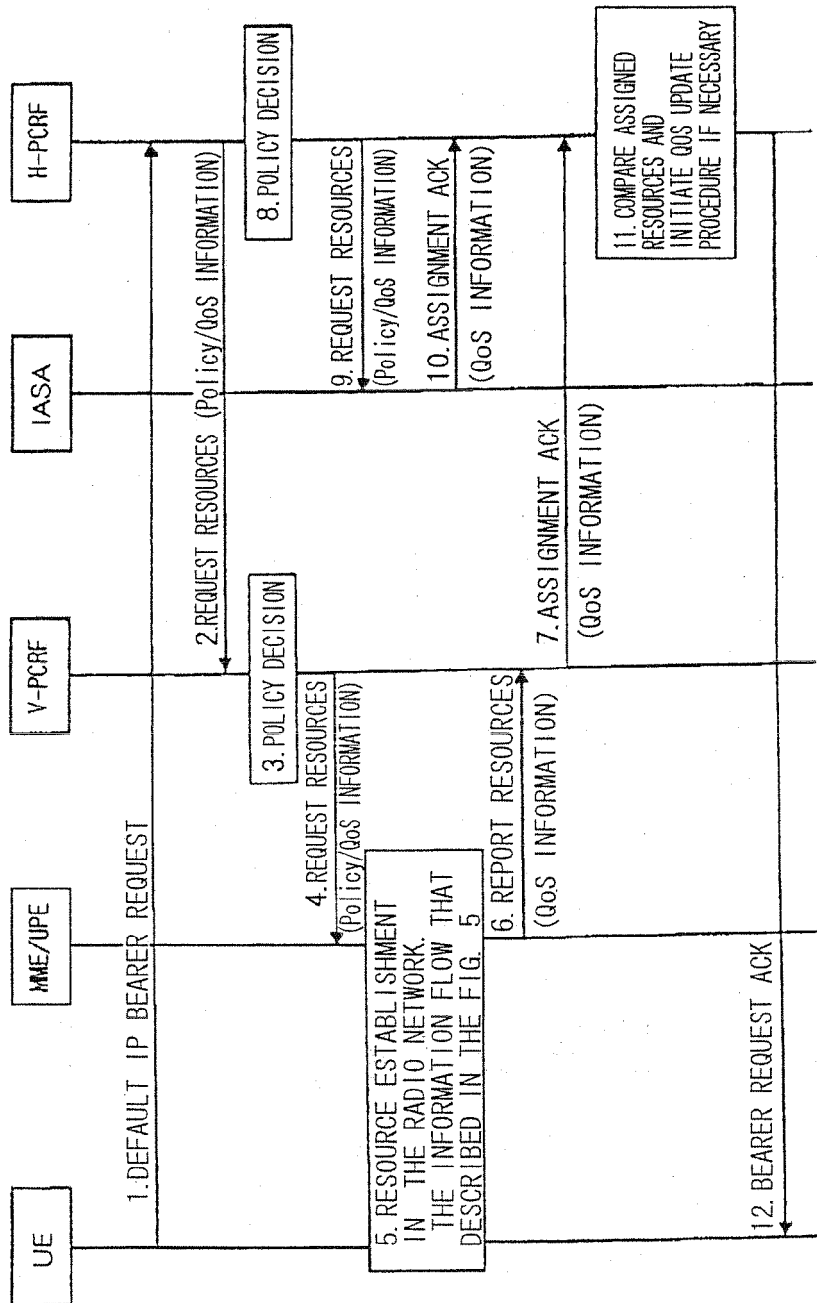 UE
MME/UPE
V-PCRF
IASA
H-PCRF
1.DEFAULT IP BEARER REQUEST
2.REQUEST RESOURCES (Policy/QoS INFORMATION)
3.POLICY DECISION
8.POLICY DECISION
4.REQUEST RESOURCES
(Policy/QoS INFORMATION)
9.REQUEST RESOURCES
(Policy/QoS INFORMATION)
5.RESOURCE ESTABLISHMENT
IN THE RADIO NETWORK.
THE INFORMATION FLOW THAT
DESCRIBED IN THE FIG. 5
10.ASSIGNMENT ACK
(QoS INFORMATION)
6.REPORT RESOURCES
(QoS INFORMATION)
7.ASSIGNMENT ACK
(QoS INFORMATION)
11.COMPARE ASSIGNED
RESOURCES AND
INITIATE QOS UPDATE
PROCEDURE IF NECESSARY
12.BEARER REQUEST ACK